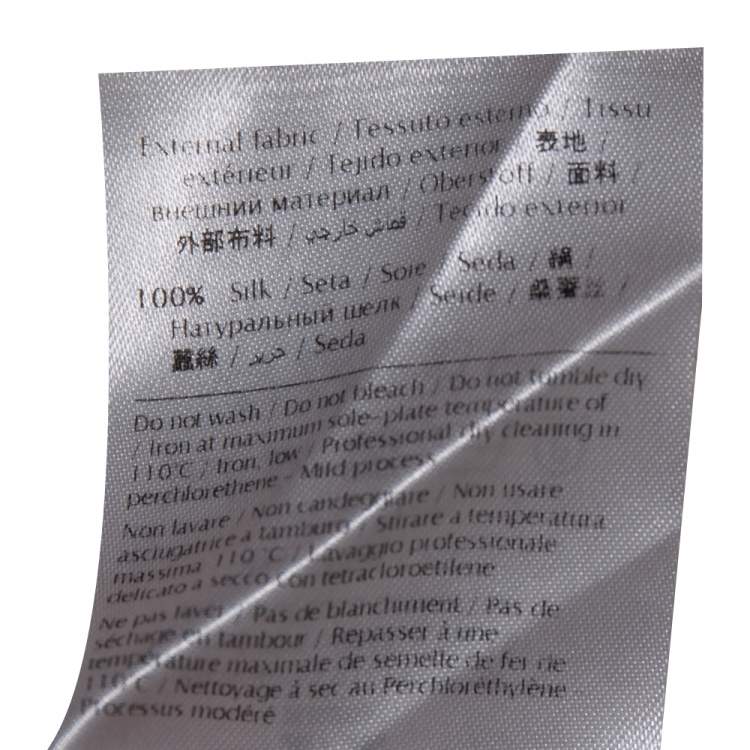 External fabric / Tessuto esterno / Tissu
extérieur / Tejido exterior / 表地 /
внешний материал / Oberstoff / 面料 /
外部布料 / قماش خارجي / Tecido exterior
100% Silk / Seta / Soie / Seda / 絹 /
Натуральный шелк / Seide / 桑蚕丝 /
蠶絲 / حرير / Seda
Do not wash / Do not bleach / Do not tumble dry
/ Iron at maximum sole-plate temperature of
110°C / Iron, low / Professional dry cleaning in
perchlorethene - Mild process
Non lavare / Non candeggiare / Non usare
asciugatrice a tamburo / Stirare a temperatura
massima 110 °C / Lavaggio professionale
delicato a secco con tetracloroetilene
Ne pas laver / Pas de blanchiment / Pas de
séchage en tambour / Repasser à une
température maximale de semelle de fer de
110°C / Nettoyage à sec au Perchloréthylène -
Processus modéré